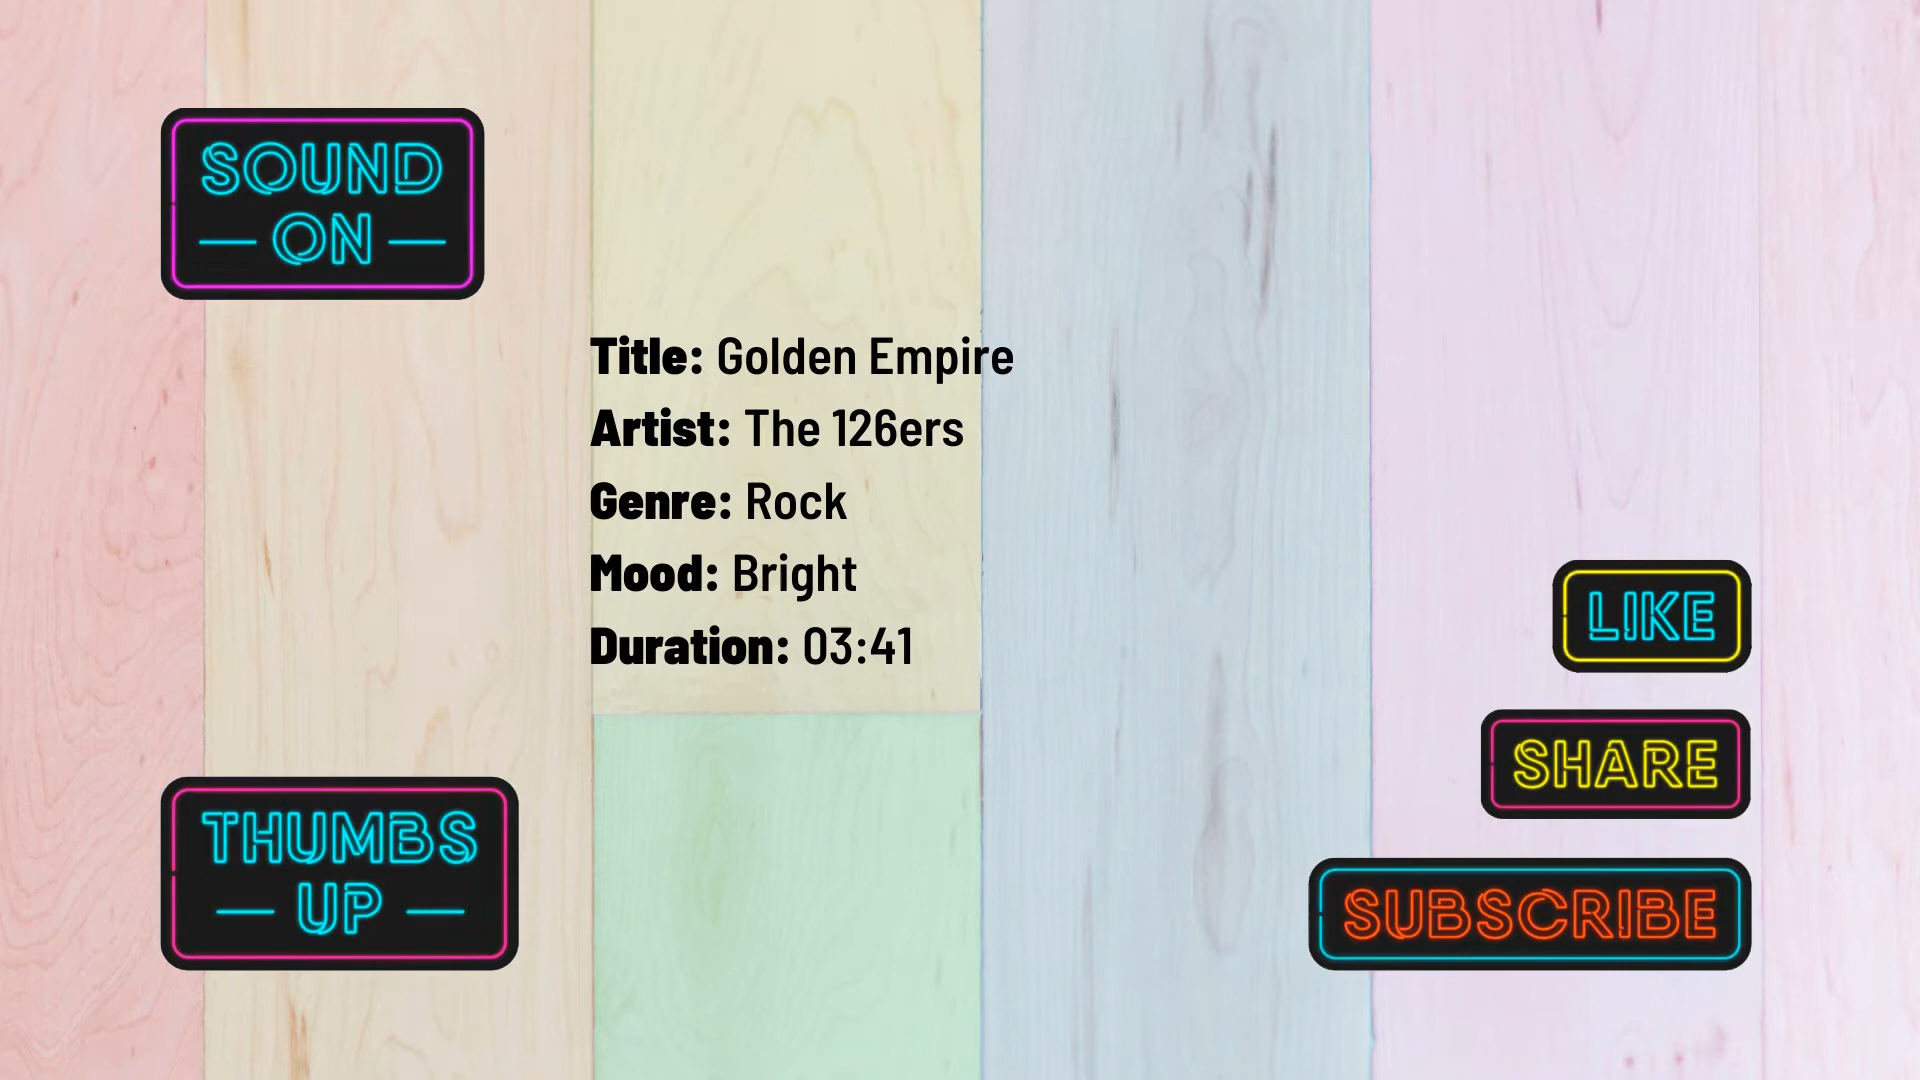 SOUND
ON
Title: Golden Empire
Artist: The 126ers
Genre: Rock
Mood: Bright
Duration: 03:41
LIKE
SHARE
THUMBS
UP
SUBSCRIBE